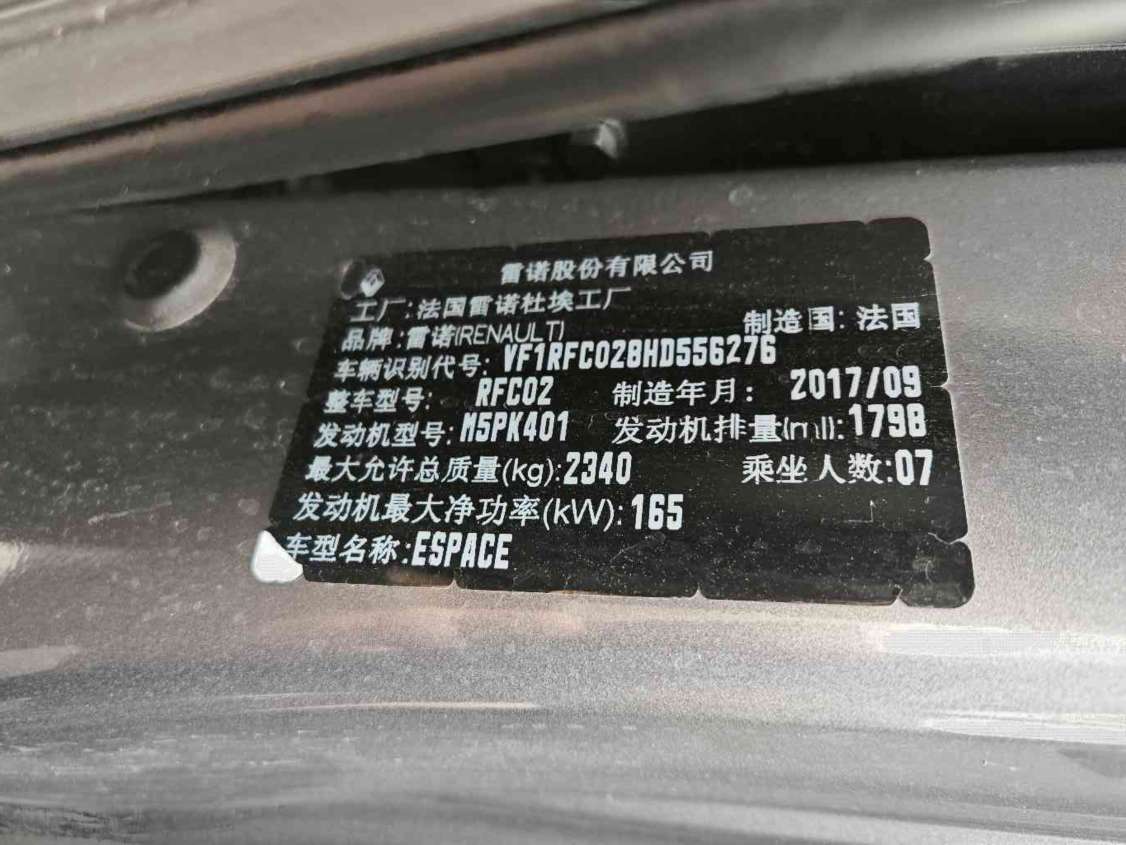 雷诺股份有限公司
工厂:法国雷诺杜埃工厂
品牌:雷诺(RENAULT) 制造国: 法国
车辆识别代号: VF1RFC028HD556276
整车型号: RFC02 制造年月: 2017/09
发动机型号: M5PK401 发动机排量(ml): 1798
最大允许总质量(kg): 2340 乘坐人数: 07
发动机最大净功率(kW): 165
车型名称: ESPACE